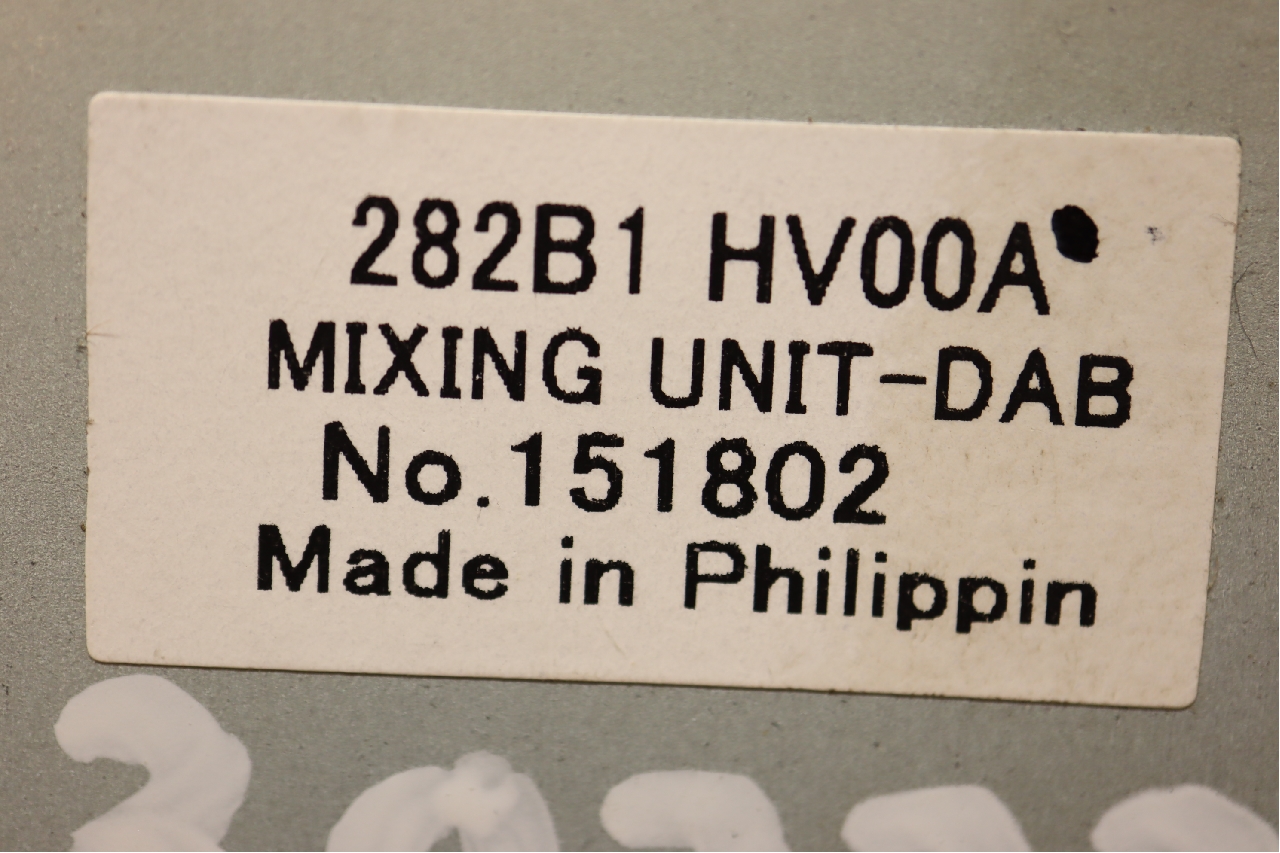 282B1 HV00A
MIXING UNIT-DAB
No.151802
Made in Philippin